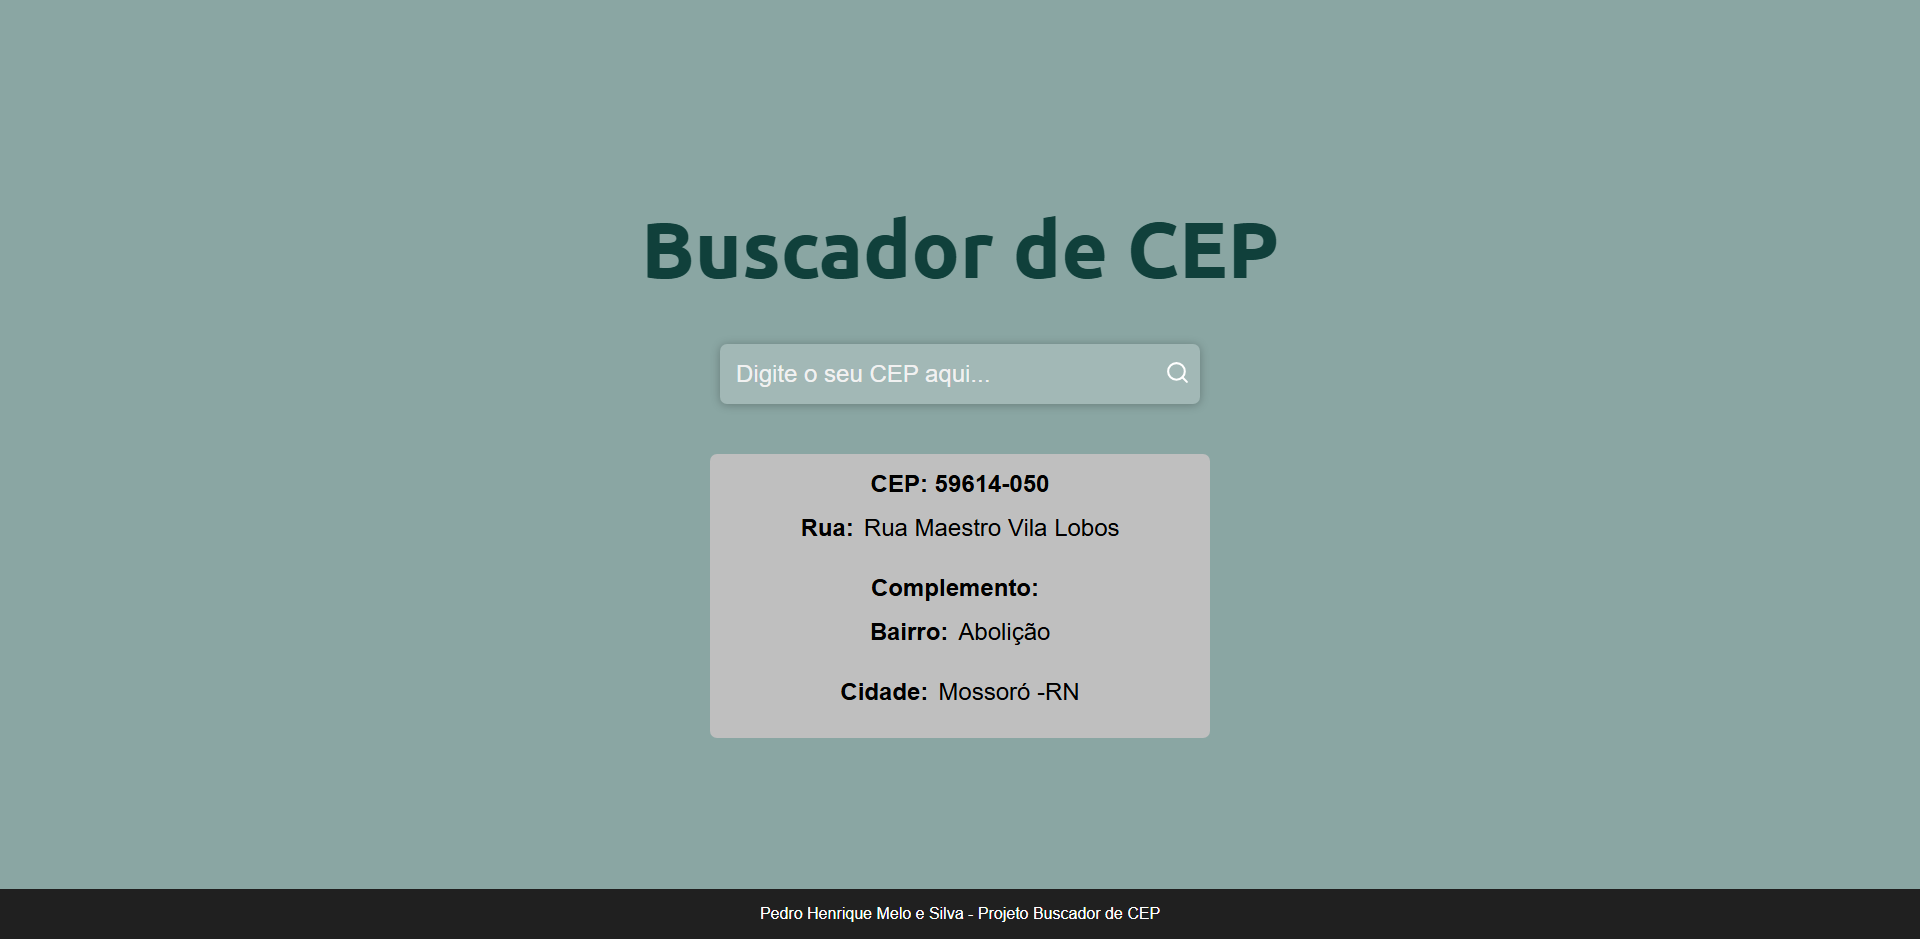 Buscador de CEP
Digite o seu CEP aqui...
CEP: 59614-050
Rua: Rua Maestro Vila Lobos
Complemento:
Bairro: Abolição
Cidade: Mossoró -RN
Pedro Henrique Melo e Silva - Projeto Buscador de CEP